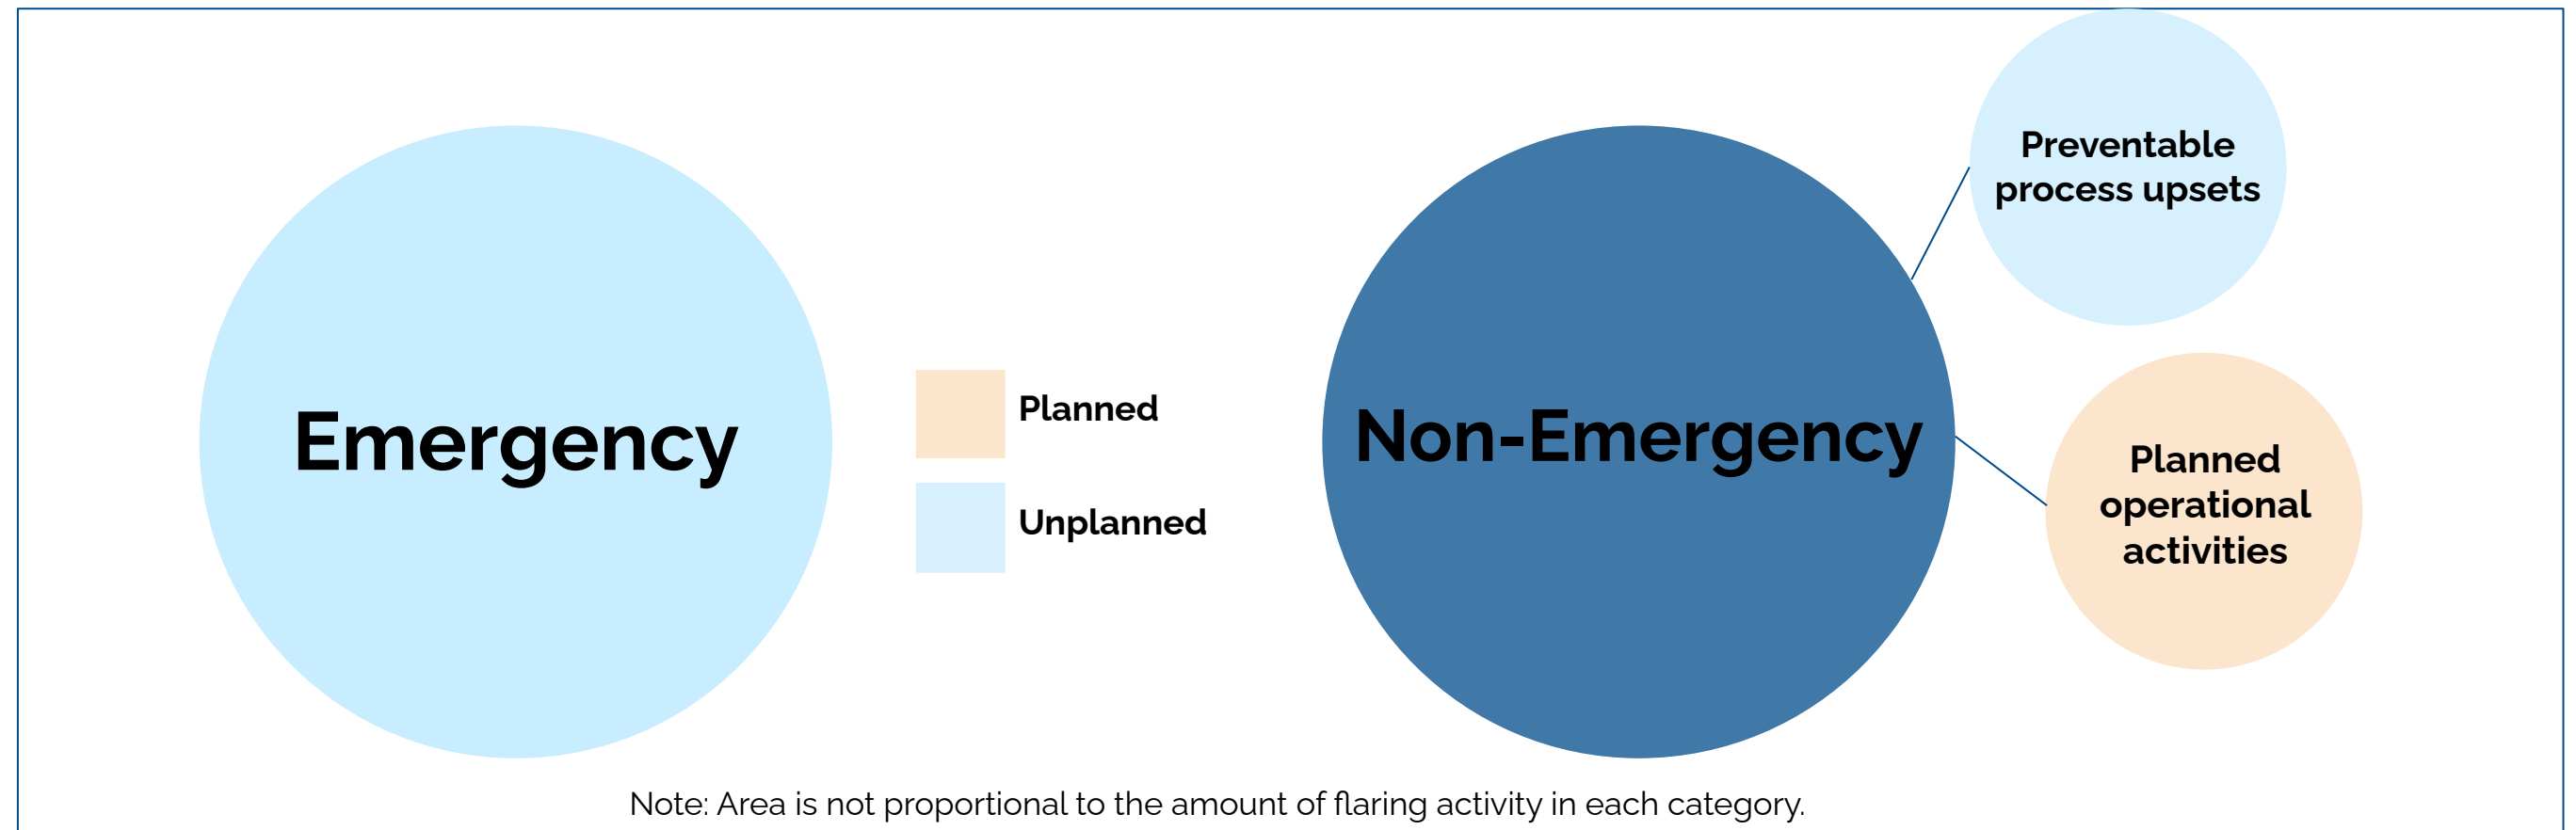 Emergency
Planned
Unplanned
Non-Emergency
Preventable
process upsets
Planned
operational
activities
Note: Area is not proportional to the amount of flaring activity in each category.